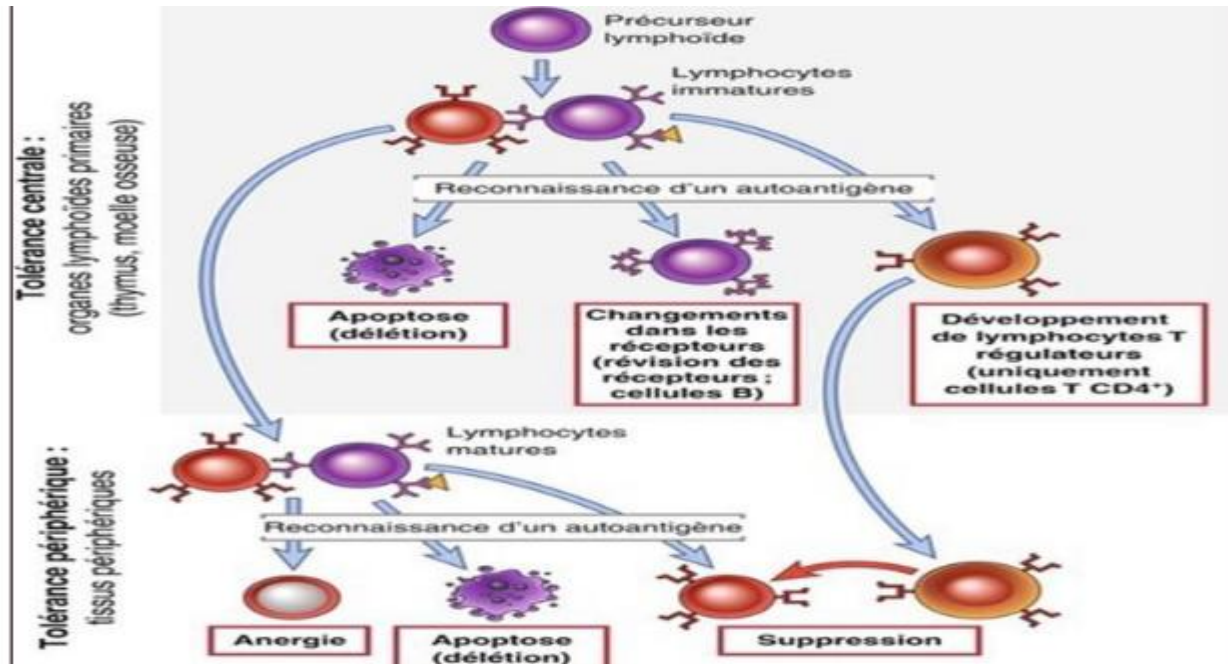 Précurseur
lymphoïde
Lymphocytes
immatures
Tolérance centrale :
organes lymphoïdes primaires
(thymus, moelle osseuse)
Reconnaissance d'un autoantigène
Apoptose
(délétion)
Changements
dans les
récepteurs
(révision des
récepteurs ;
cellules B)
Développement
de lymphocytes T
régulateurs
(uniquement
cellules T CD4⁺)
Lymphocytes
matures
Tolérance périphérique :
tissus périphériques
Reconnaissance d'un autoantigène
Anergie
Apoptose
(délétion)
Suppression